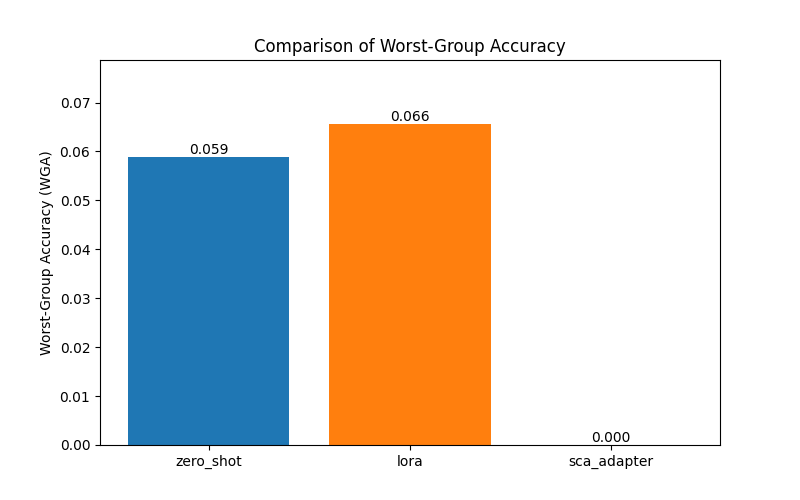 Comparison of Worst-Group Accuracy
Worst-Group Accuracy (WGA)
0.07
0.06
0.05
0.04
0.03
0.02
0.01
0.00
0.059
0.066
0.000
zero_shot
lora
sca_adapter